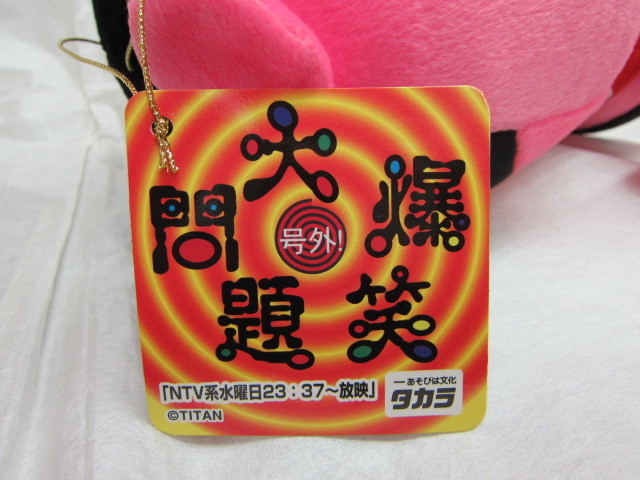 号外!
爆笑
大
問題
「NTV系水曜日23:37～放映」
©TITAN
ーあそびは文化
タカラ